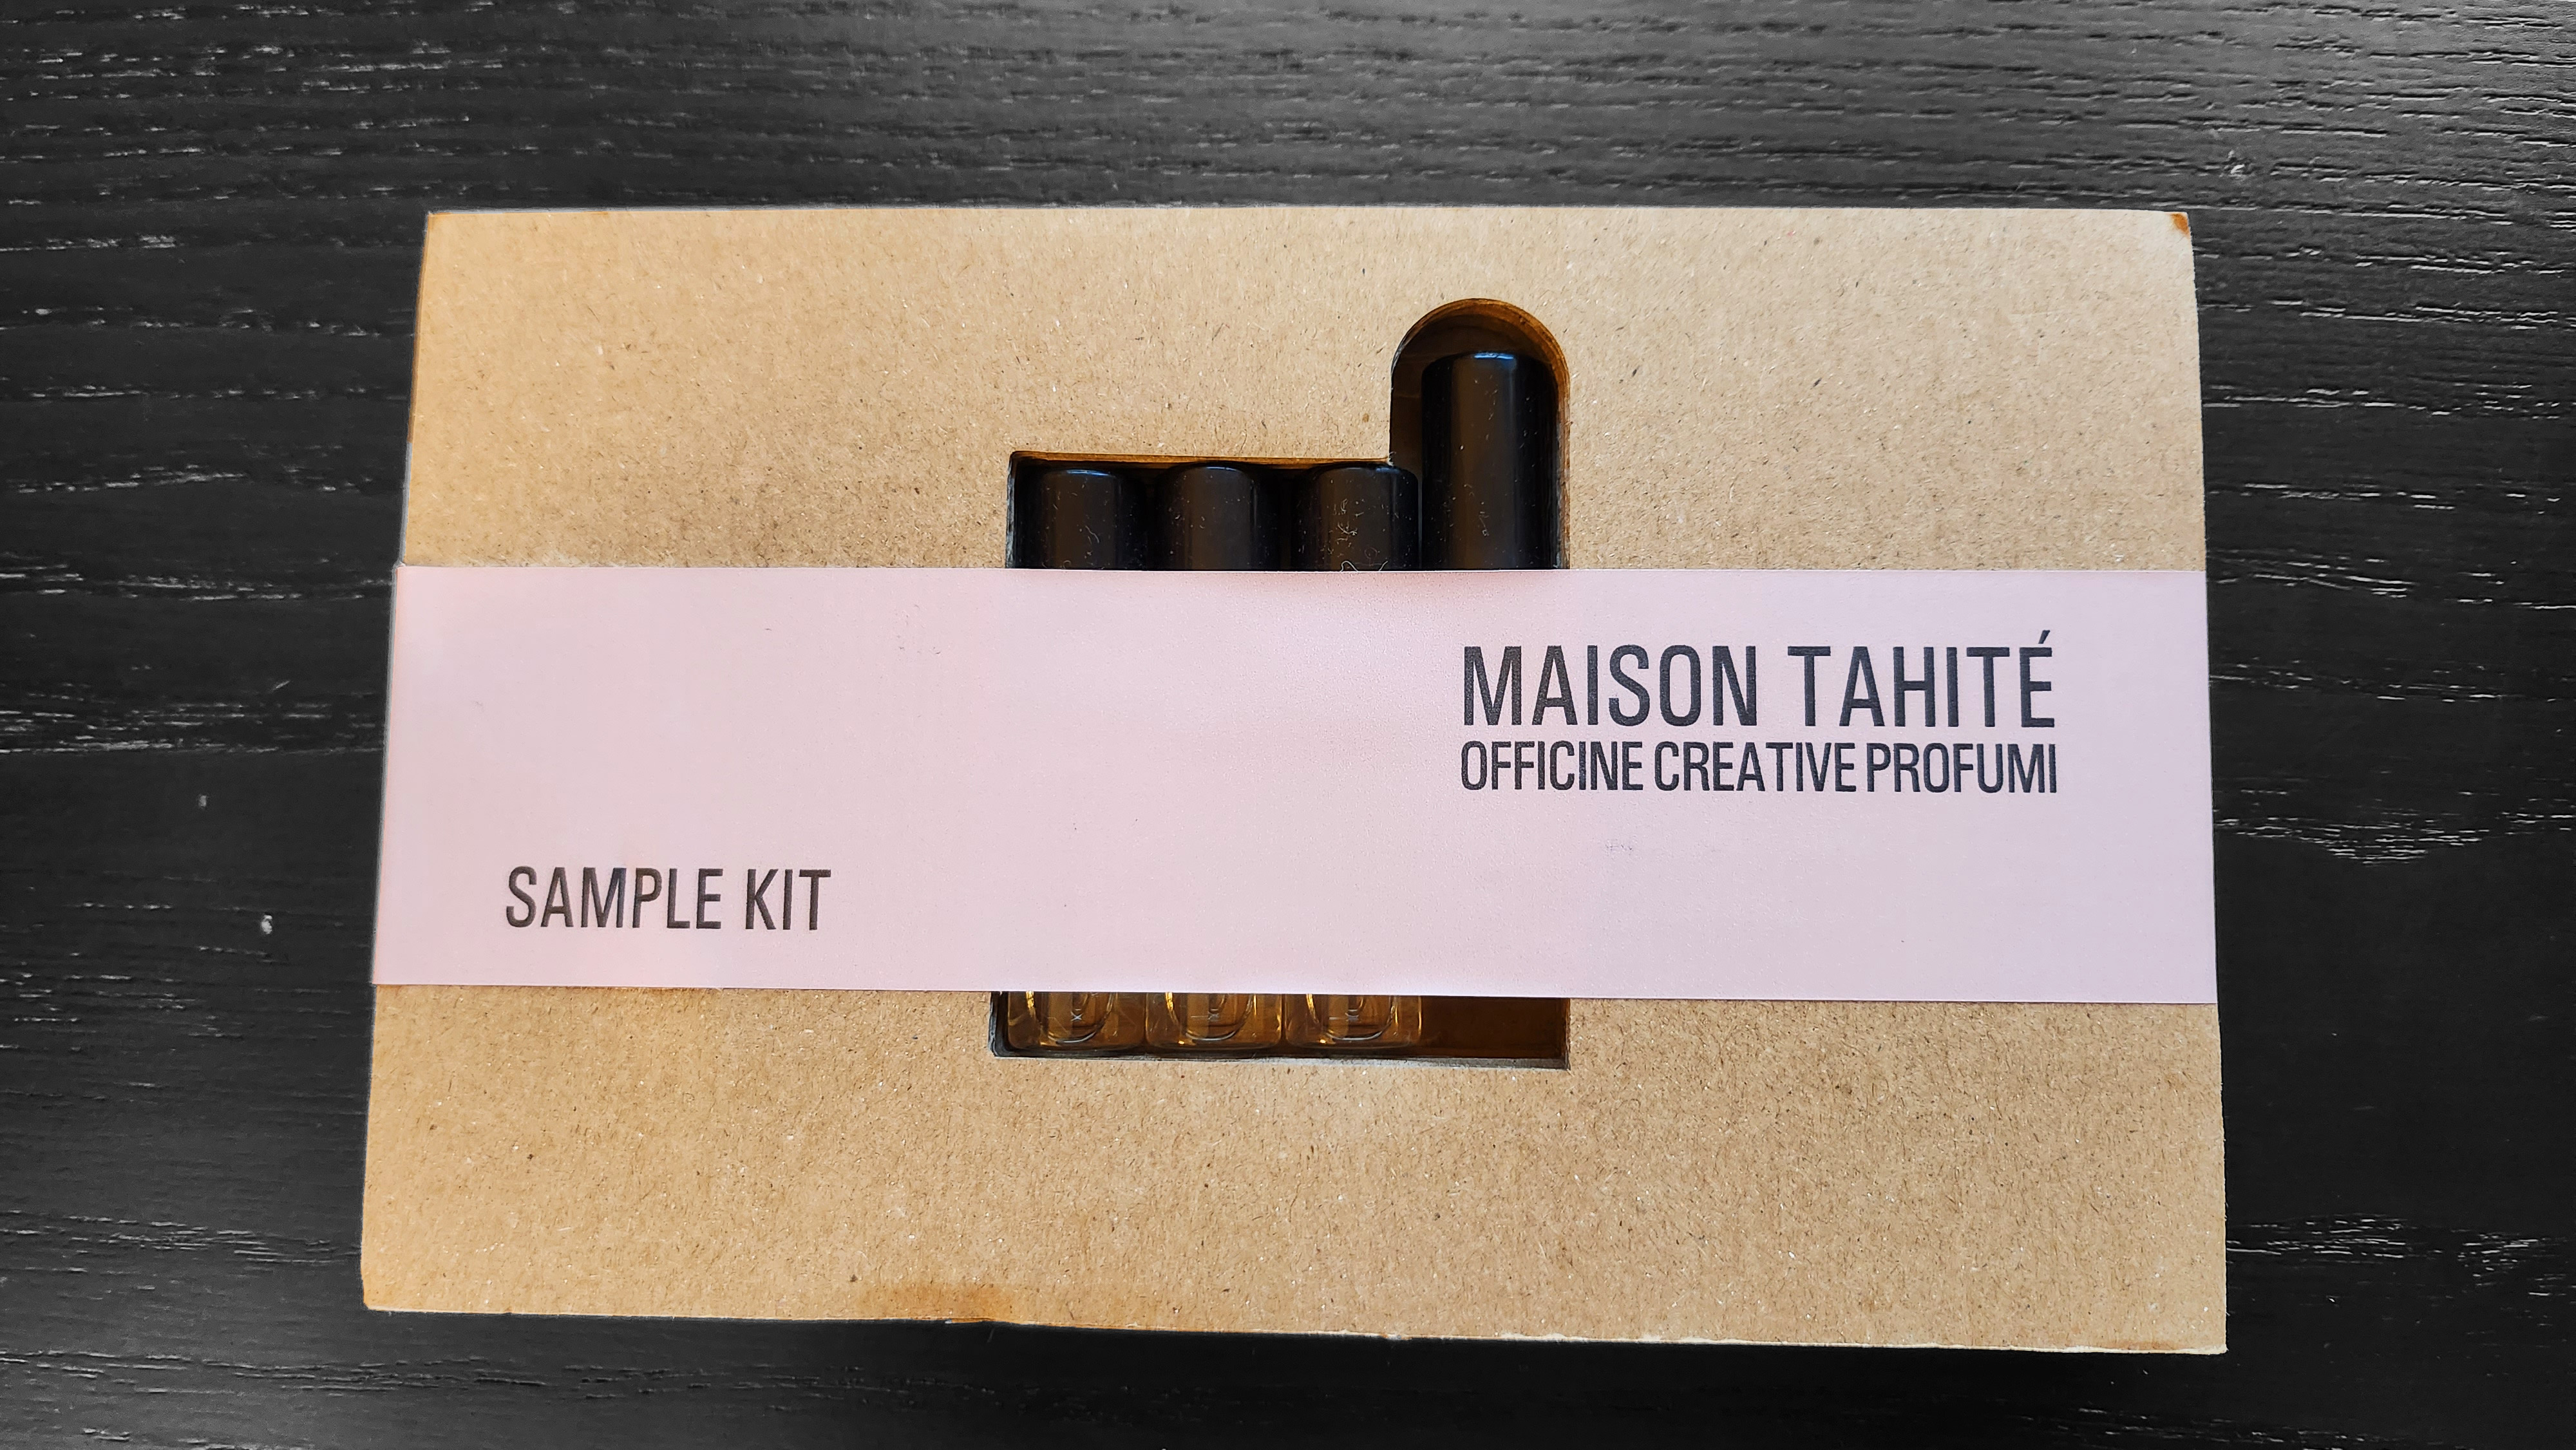 MAISON TAHITÉ
OFFICINE CREATIVE PROFUMI
SAMPLE KIT